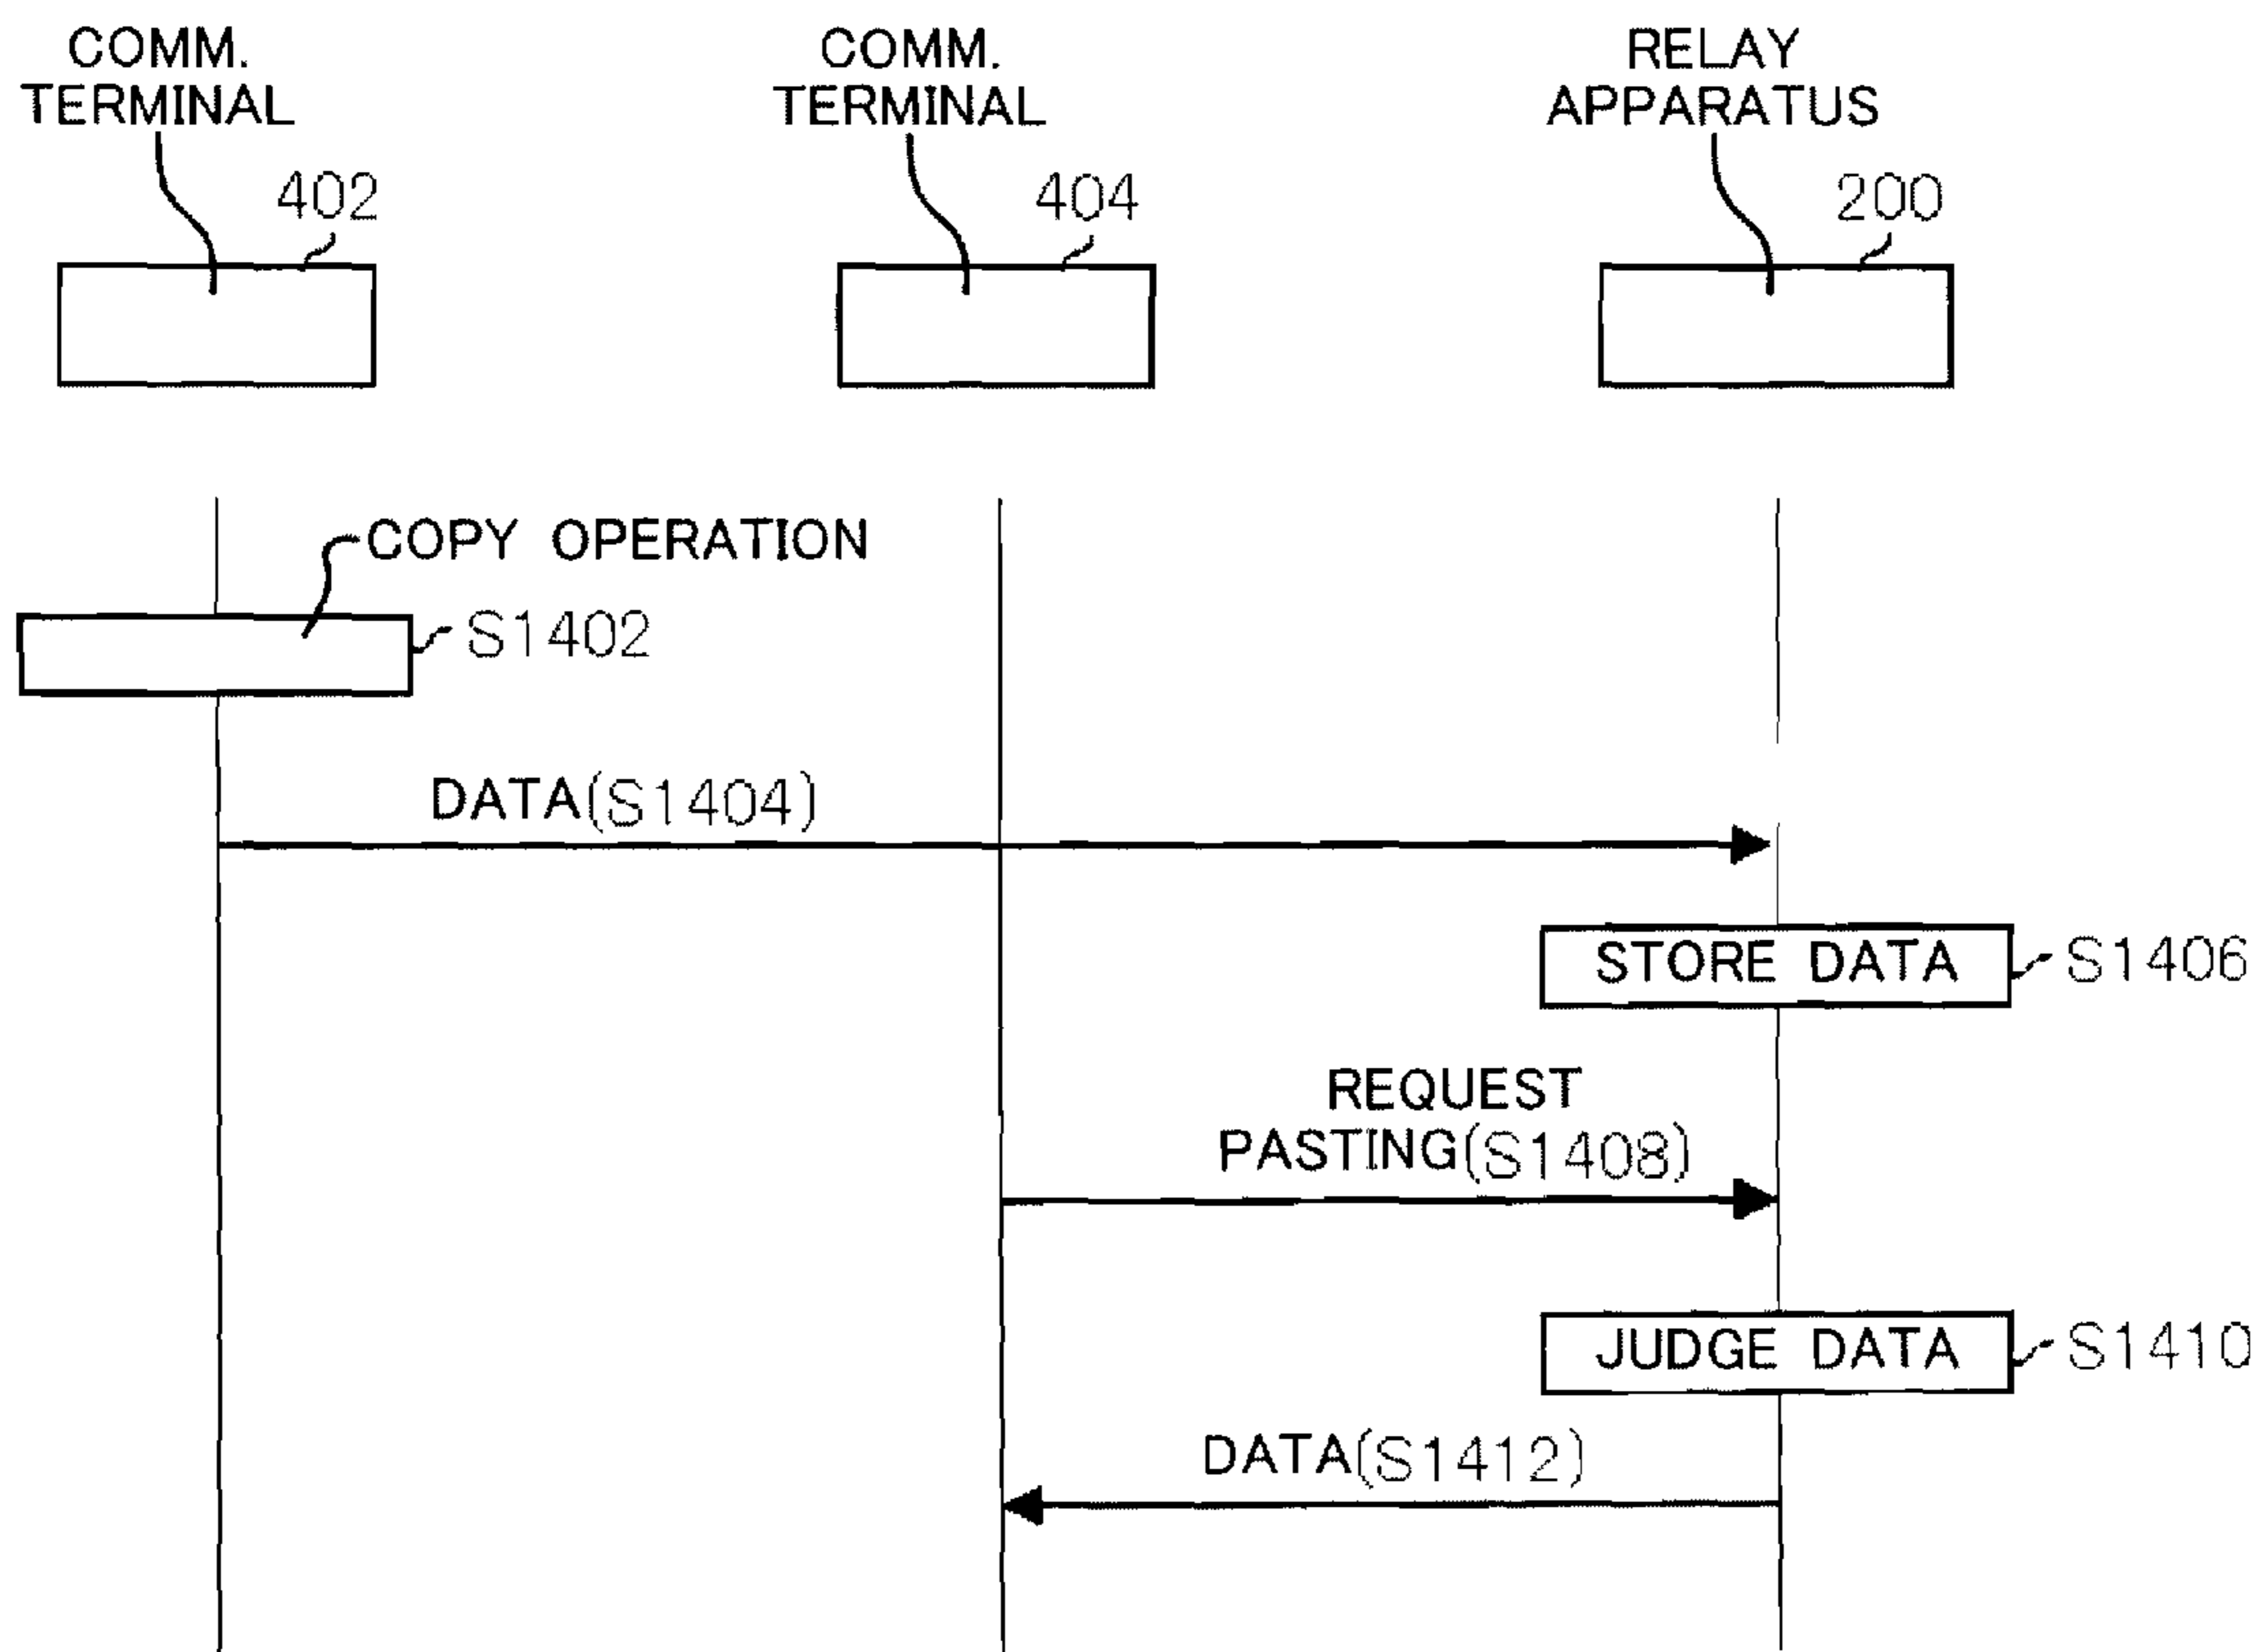 COMM.
TERMINAL
COMM.
TERMINAL
RELAY
APPARATUS
402
404
200
COPY OPERATION
S1402
DATA(S1404)
STORE DATA
S1406
REQUEST
PASTING(S1408)
JUDGE DATA
S1410
DATA(S1412)